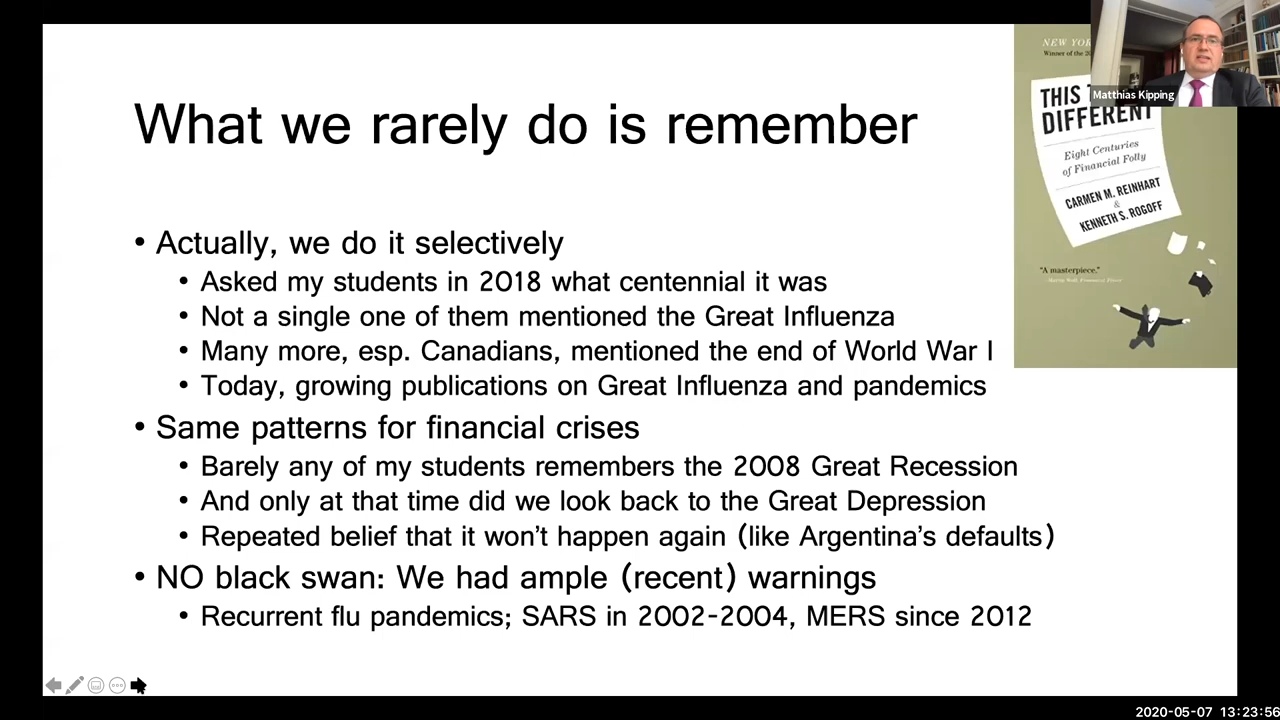 What we rarely do is remember
• Actually, we do it selectively
• Asked my students in 2018 what centennial it was
• Not a single one of them mentioned the Great Influenza
• Many more, esp. Canadians, mentioned the end of World War I
• Today, growing publications on Great Influenza and pandemics
• Same patterns for financial crises
• Barely any of my students remembers the 2008 Great Recession
• And only at that time did we look back to the Great Depression
• Repeated belief that it won't happen again (like Argentina's defaults)
• NO black swan: We had ample (recent) warnings
• Recurrent flu pandemics; SARS in 2002-2004, MERS since 2012
Winner of the
THIS
DIFFERENT
Eight Centuries
of Financial Folly
CARMEN M. REINHART
&
KENNETH S. ROGOFF
"A masterpiece."
Matthias Kipping
2020-05-07 13:23:56